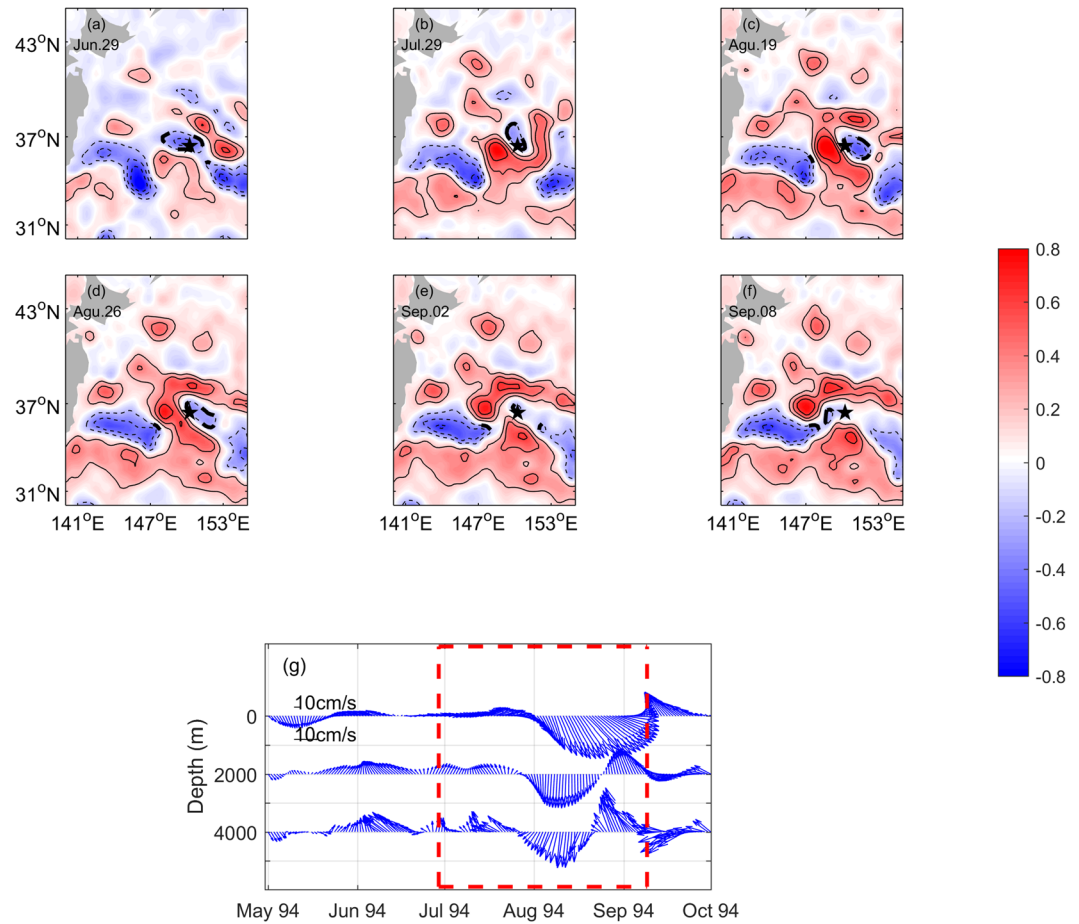 (a)
Jun.29
(b)
Jul.29
(c)
Agu.19
43°N
37°N
31°N
(d)
Agu.26
(e)
Sep.02
(f)
Sep.08
43°N
37°N
31°N
141°E 147°E 153°E
141°E 147°E 153°E
141°E 147°E 153°E
0.8
0.6
0.4
0.2
0
-0.2
-0.4
-0.6
-0.8
(g)
10cm/s
10cm/s
0
2000
4000
Depth (m)
May 94 Jun 94 Jul 94 Aug 94 Sep 94 Oct 94